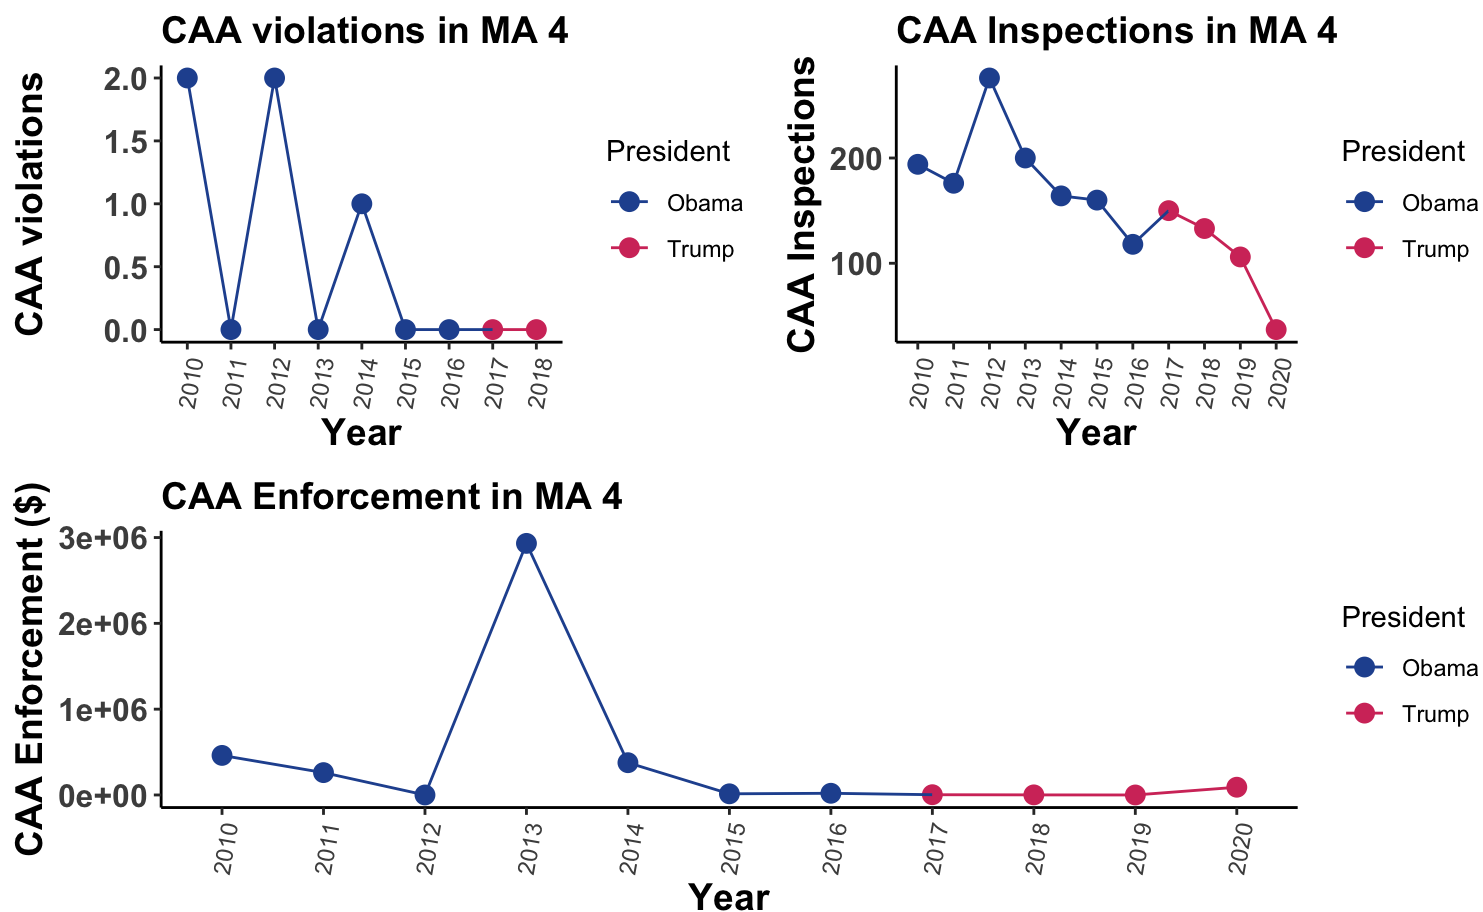 CAA violations in MA 4
CAA violations
2.0
1.5
1.0
0.5
0.0
2010
2011
2012
2013
2014
2015
2016
2017
2018
Year
President
Obama
Trump
CAA Inspections in MA 4
CAA Inspections
200
100
2010
2011
2012
2013
2014
2015
2016
2017
2018
2019
2020
Year
President
Obama
Trump
CAA Enforcement in MA 4
CAA Enforcement ($)
3e+06
2e+06
1e+06
0e+00
2010
2011
2012
2013
2014
2015
2016
2017
2018
2019
2020
Year
President
Obama
Trump